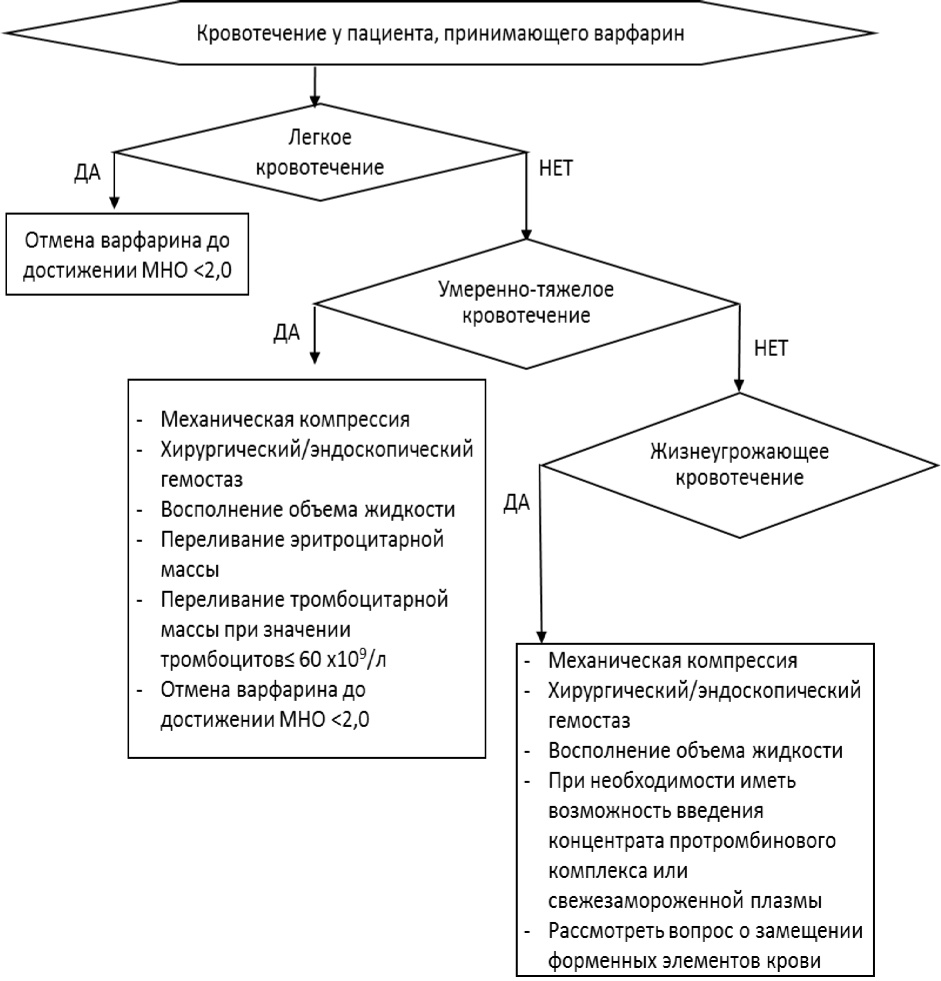 Кровотечение у пациента, принимающего варфарин
Легкое
кровотечение
ДА
НЕТ
Отмена варфарина до
достижении МНО <2,0
Умеренно-тяжелое
кровотечение
ДА
НЕТ
- Механическая компрессия
- Хирургический/эндоскопический
гемостаз
- Восполнение объема жидкости
- Переливание эритроцитарной
массы
- Переливание тромбоцитарной
массы при значении
тромбоцитов≤ 60 х10⁹/л
- Отмена варфарина до
достижении МНО <2,0
Жизнеугрожающее
кровотечение
ДА
- Механическая компрессия
- Хирургический/эндоскопический
гемостаз
- Восполнение объема жидкости
- При необходимости иметь
возможность введения
концентрата протромбинового
комплекса или
свежезамороженной плазмы
- Рассмотреть вопрос о замещении
форменных элементов крови